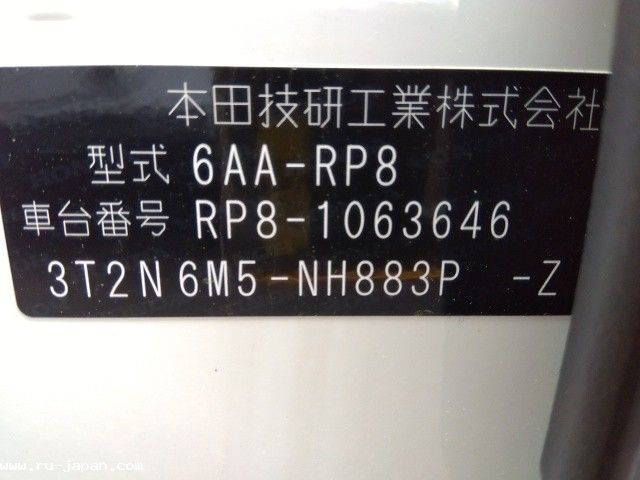 本田技研工業株式会社
型式 6AA-RP8
車台番号 RP8-1063646
3T2N6M5-NH883P -Z
www.ru-japan.com